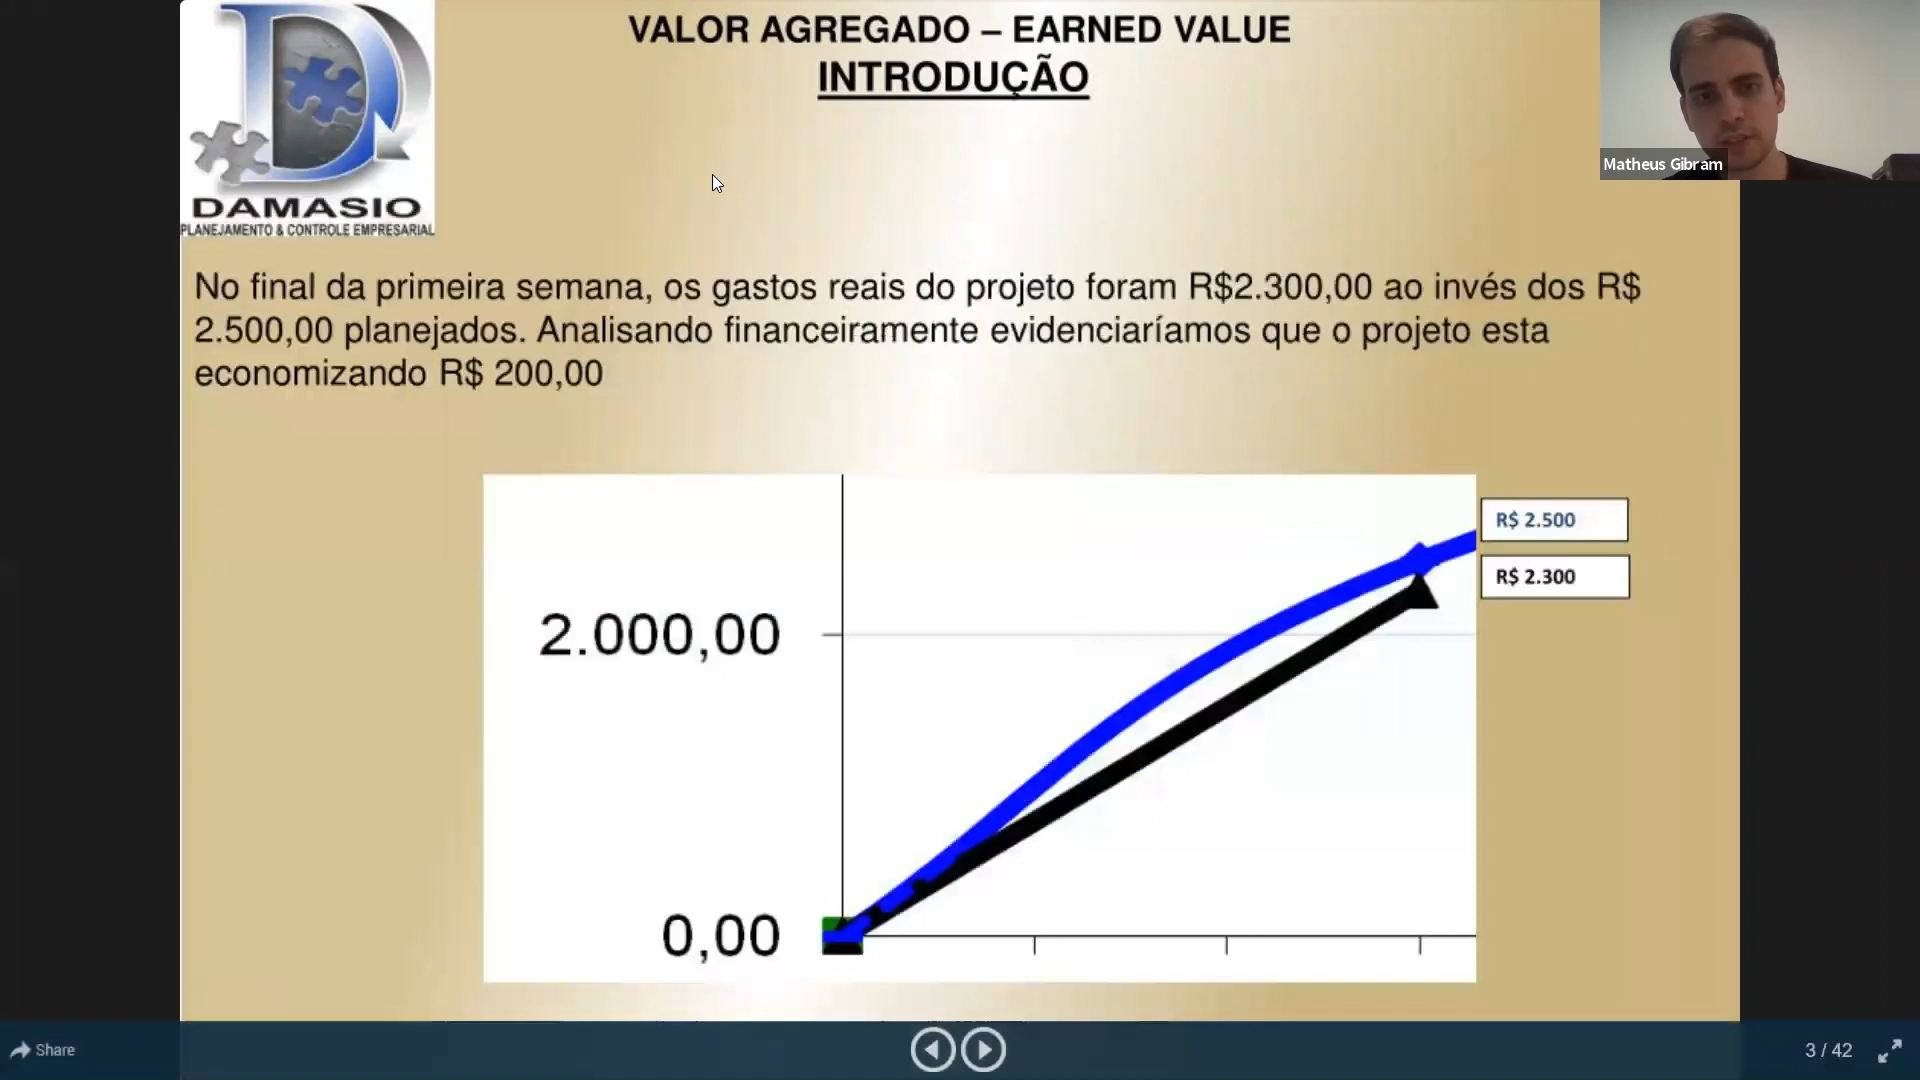 VALOR AGREGADO – EARNED VALUE
INTRODUÇÃO
DAMASIO
PLANEJAMENTO & CONTROLE EMPRESARIAL
Matheus Gibram
No final da primeira semana, os gastos reais do projeto foram R$2.300,00 ao invés dos R$
2.500,00 planejados. Analisando financeiramente evidenciaríamos que o projeto esta
economizando R$ 200,00
R$ 2.500
R$ 2.300
2.000,00
0,00
Share
3 / 42